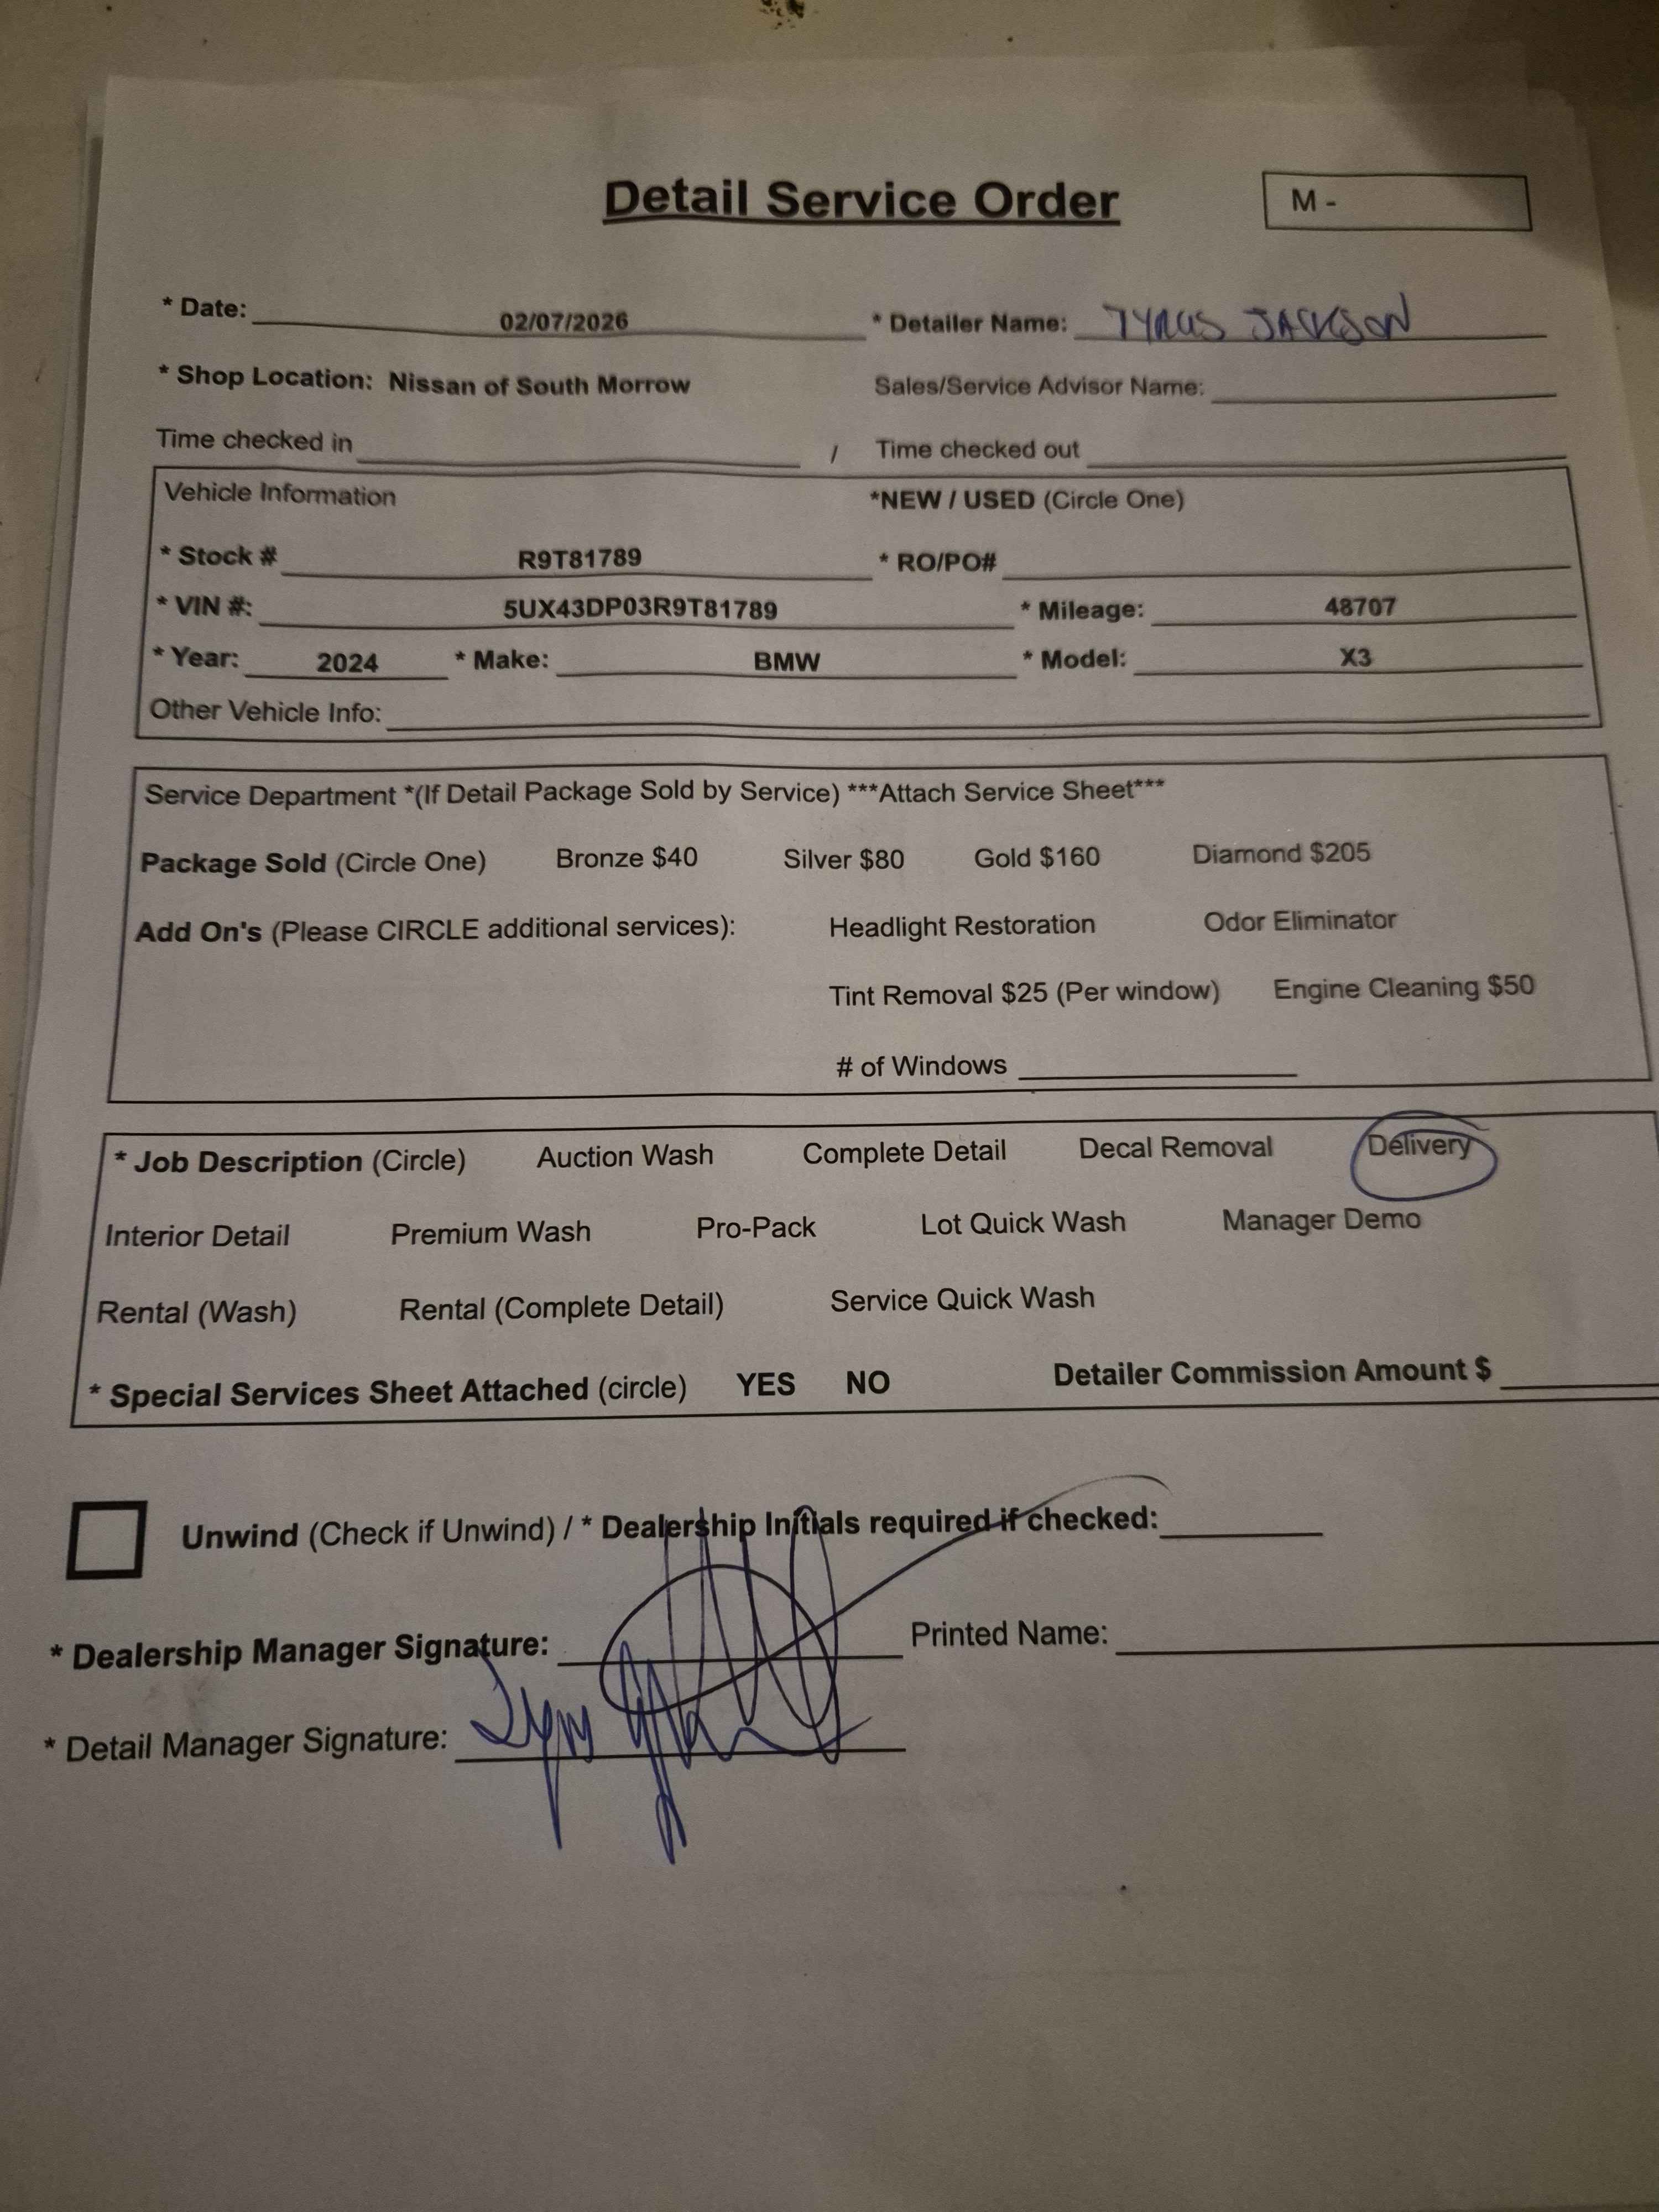 Detail Service Order
M -
* Date: 02/07/2026 * Detailer Name: TYRUS JACKSON
* Shop Location: Nissan of South Morrow Sales/Service Advisor Name:
Time checked in / Time checked out
Vehicle Information *NEW / USED (Circle One)
* Stock # R9T81789 * RO/PO#
* VIN #: 5UX43DP03R9T81789 * Mileage: 48707
* Year: 2024 * Make: BMW * Model: X3
Other Vehicle Info:
Service Department *(If Detail Package Sold by Service) ***Attach Service Sheet***
Package Sold (Circle One) Bronze $40 Silver $80 Gold $160 Diamond $205
Add On's (Please CIRCLE additional services): Headlight Restoration Odor Eliminator
Tint Removal $25 (Per window) Engine Cleaning $50
# of Windows
* Job Description (Circle) Auction Wash Complete Detail Decal Removal Delivery
Interior Detail Premium Wash Pro-Pack Lot Quick Wash Manager Demo
Rental (Wash) Rental (Complete Detail) Service Quick Wash
* Special Services Sheet Attached (circle) YES NO Detailer Commission Amount $
Unwind (Check if Unwind) / * Dealership Initials required if checked:
* Dealership Manager Signature: Printed Name:
* Detail Manager Signature: